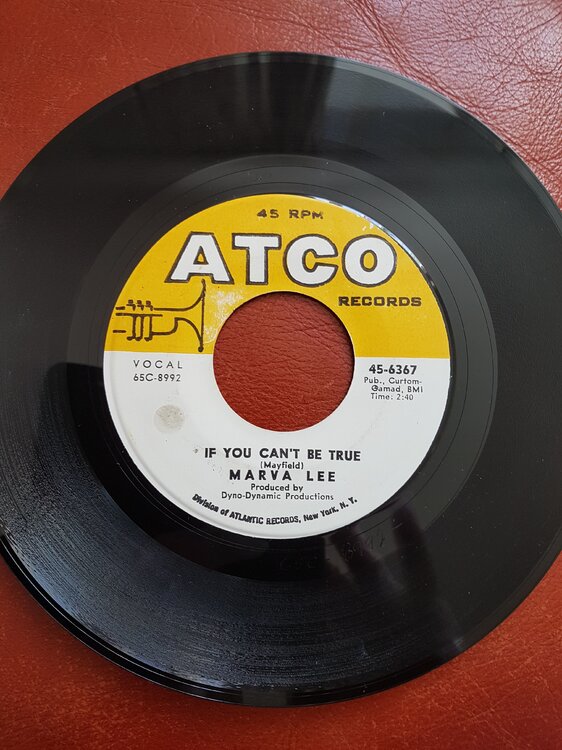 45 RPM
ATCO
RECORDS
VOCAL
65C-8992
45-6367
Pub., Curtom-
Gamad, BMI
Time: 2:40
IF YOU CAN'T BE TRUE
(Mayfield)
MARVA LEE
Produced by
Dyno-Dynamic Productions
Division of ATLANTIC RECORDS, New York, N. Y.